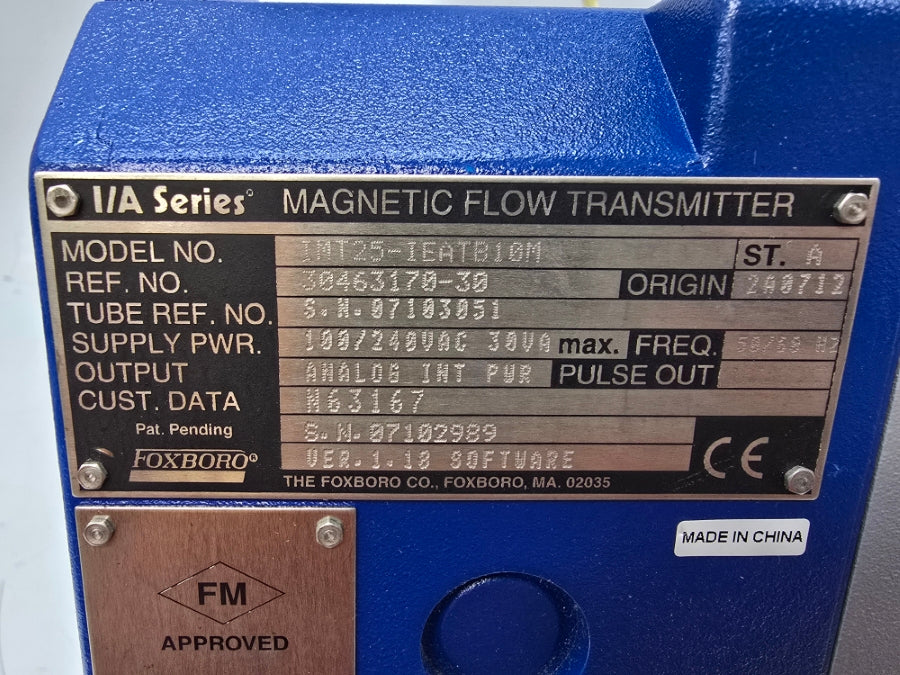 I/A Series® MAGNETIC FLOW TRANSMITTER
MODEL NO. IMT25-IEATB10M ST. A
REF. NO. 30463170-30 ORIGIN 2A0712
TUBE REF. NO. S.N.07103051
SUPPLY PWR. 100/240VAC 30VA max. FREQ. 50/60 HZ
OUTPUT ANALOG INT PWR PULSE OUT
CUST. DATA N63167
Pat. Pending S.N.07102989
FOXBORO® VER.1.18 SOFTWARE
CE
THE FOXBORO CO., FOXBORO, MA. 02035
MADE IN CHINA
FM
APPROVED